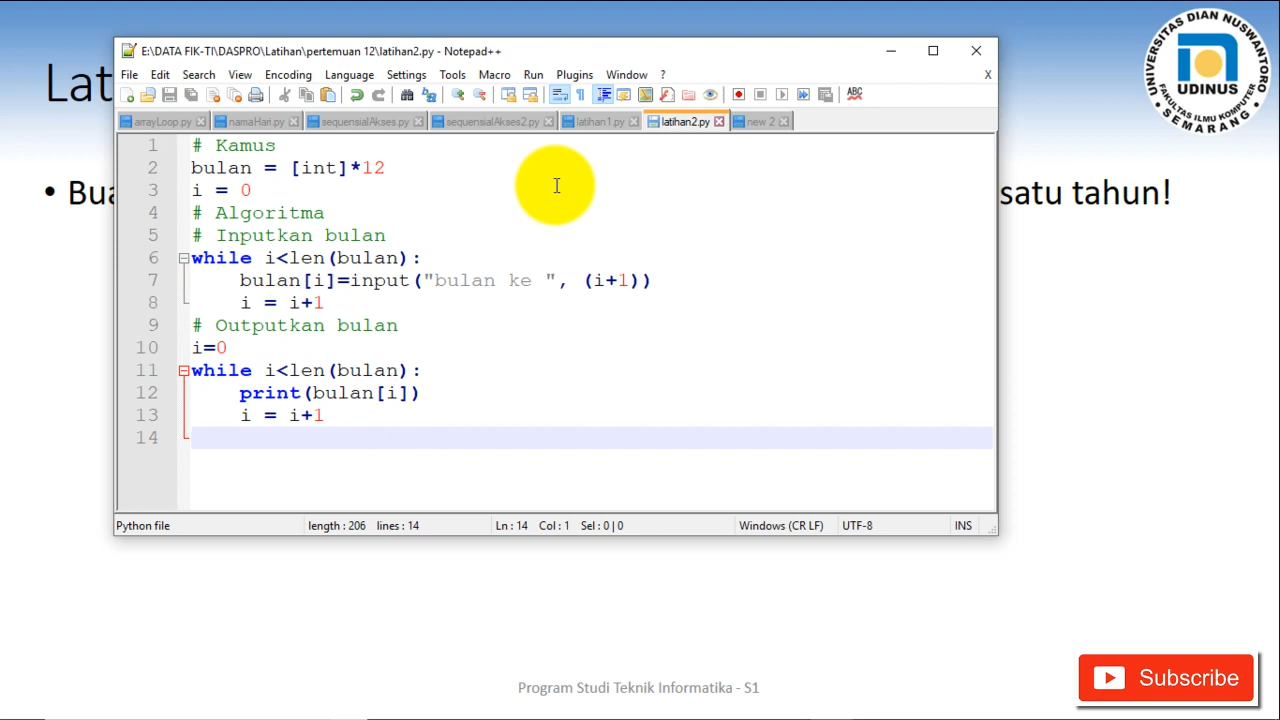 E:\DATA FIK-TI\DASPRO\Latihan\pertemuan 12\latihan2.py - Notepad++
File Edit Search View Encoding Language Settings Tools Macro Run Plugins Window ? X
ABC
arrayLoop.py namaHari.py sequensialAkses.py sequensialAkses2.py latihan1.py latihan2.py new 2
1 # Kamus
2 bulan = [int]*12
3 i = 0
4 # Algoritma
5 # Inputkan bulan
6 while i<len(bulan):
7 bulan[i]=input("bulan ke ", (i+1))
8 i = i+1
9 # Outputkan bulan
10 i=0
11 while i<len(bulan):
12 print(bulan[i])
13 i = i+1
14
Python file length : 206 lines : 14 Ln : 14 Col : 1 Sel : 0 | 0 Windows (CR LF) UTF-8 INS
Lat
• Bua
satu tahun!
UNIVERSITAS DIAN NUSWANTORO
UDINUS
FAKULTAS ILMU KOMPUTER
SEMARANG
Program Studi Teknik Informatika - S1
Subscribe